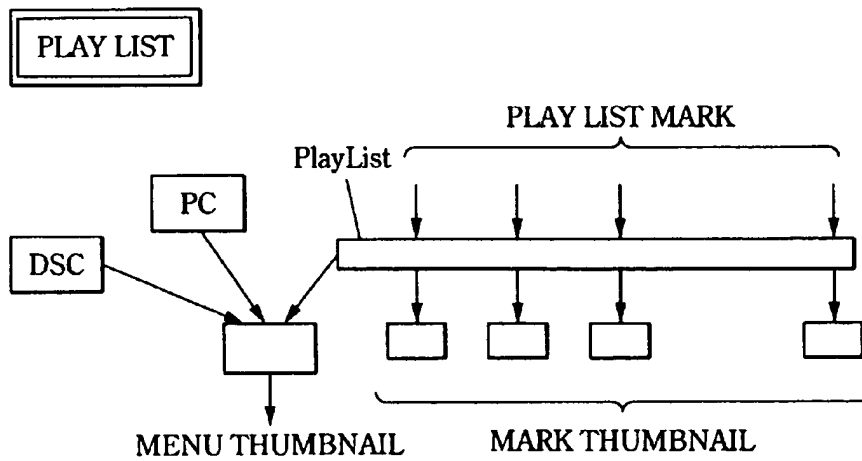 PLAY LIST
PLAY LIST MARK
PlayList
PC
DSC
MENU THUMBNAIL
MARK THUMBNAIL